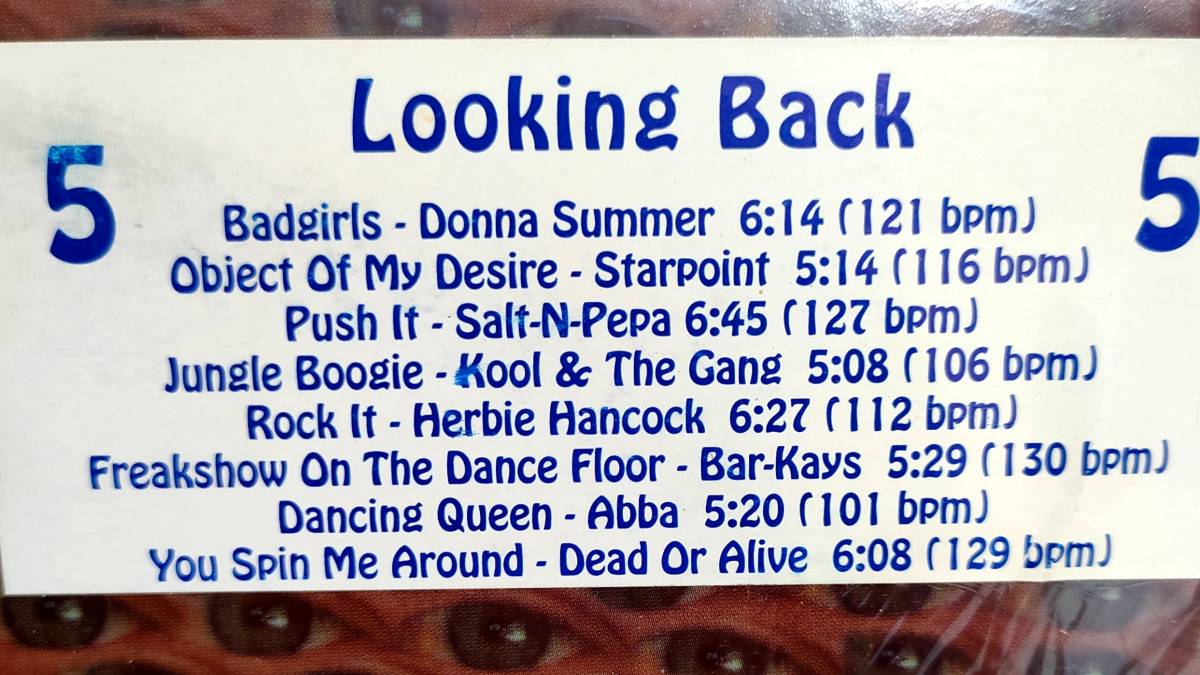 Looking Back
5
5
Badgirls - Donna Summer 6:14 (121 bpm)
Object Of My Desire - Starpoint 5:14 (116 bpm)
Push It - Salt-N-Pepa 6:45 (127 bpm)
Jungle Boogie - Kool & The Gang 5:08 (106 bpm)
Rock It - Herbie Hancock 6:27 (112 bpm)
Freakshow On The Dance Floor - Bar-Kays 5:29 (130 bpm)
Dancing Queen - Abba 5:20 (101 bpm)
You Spin Me Around - Dead Or Alive 6:08 (129 bpm)